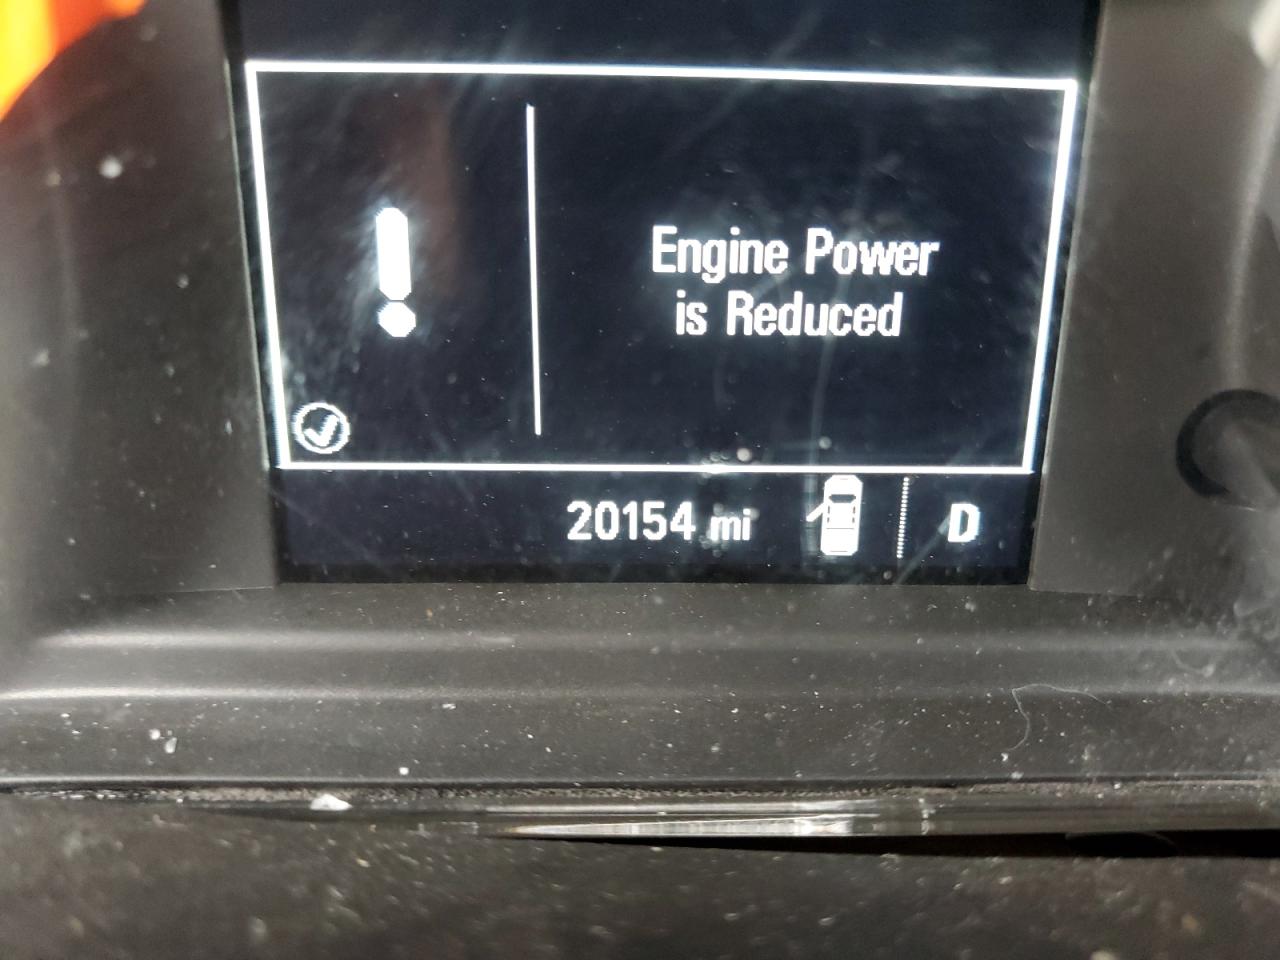 Engine Power
is Reduced
20154 mi
D